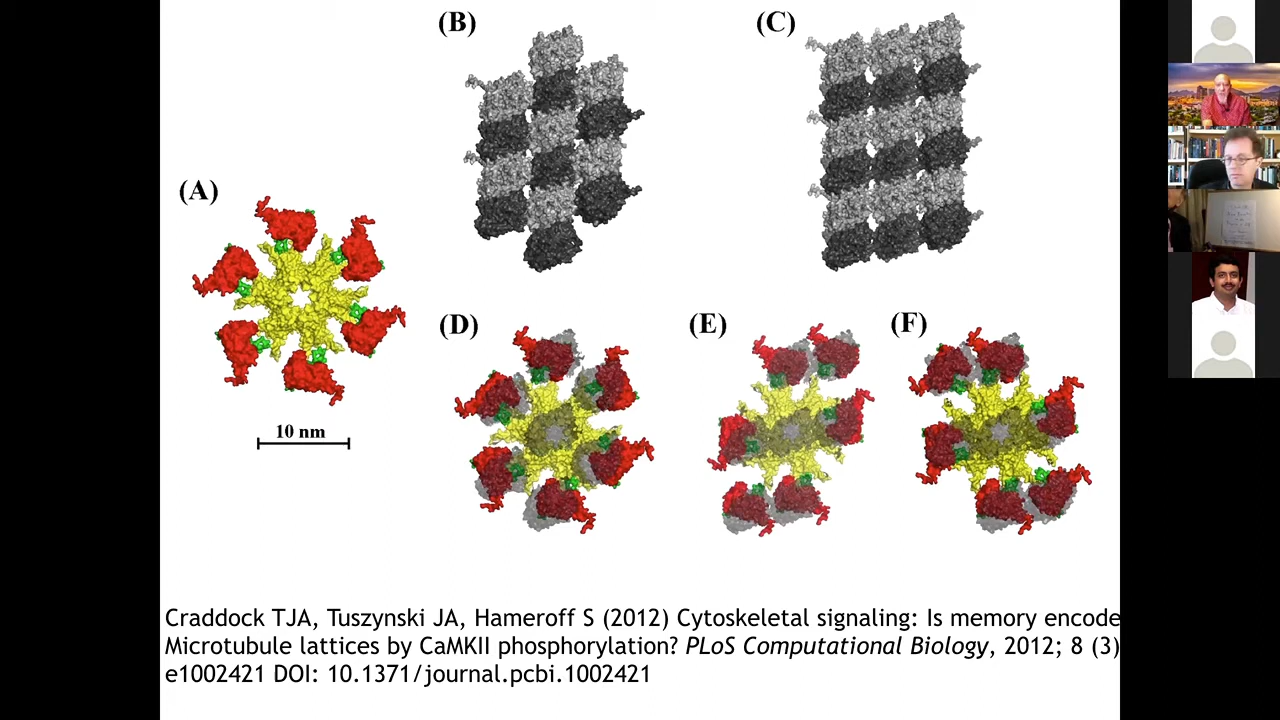 (B)
(C)
(A)
(D)
(E)
(F)
10 nm
Craddock TJA, Tuszynski JA, Hameroff S (2012) Cytoskeletal signaling: Is memory encode
Microtubule lattices by CaMKII phosphorylation? PLoS Computational Biology, 2012; 8 (3)
e1002421 DOI: 10.1371/journal.pcbi.1002421